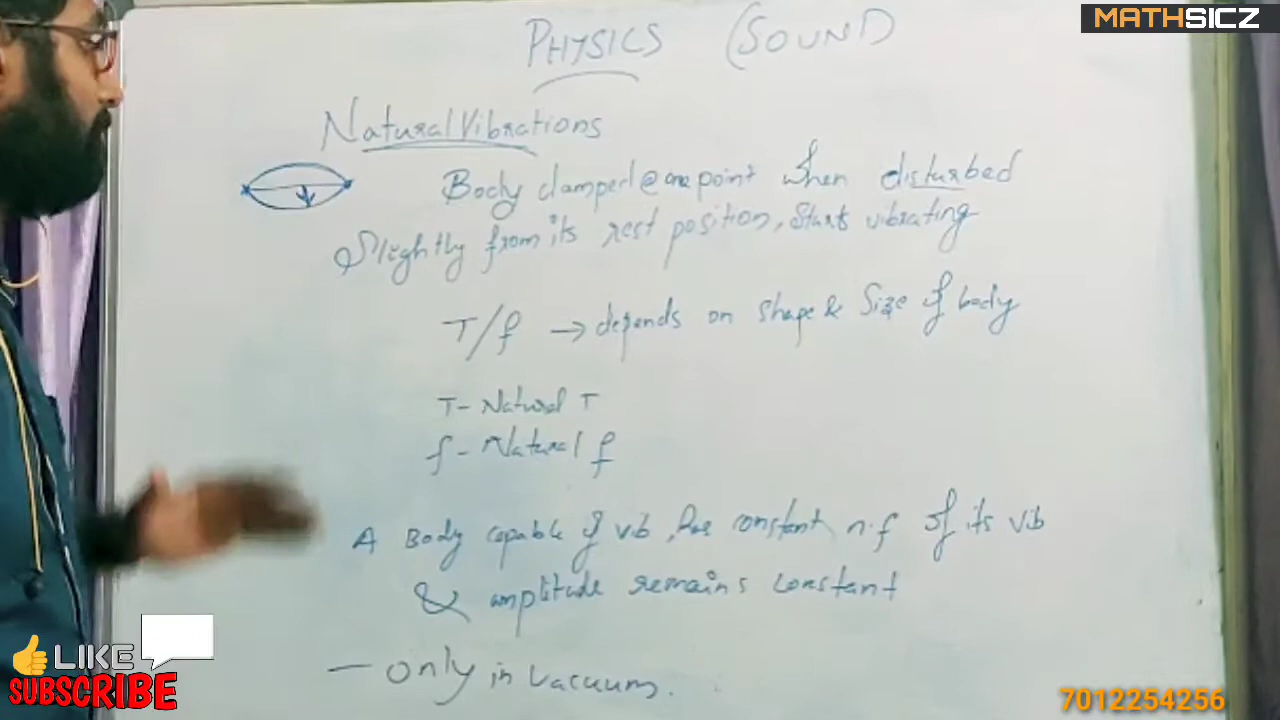 MATHSICZ
PHYSICS (SOUND)
Natural Vibrations
Body clamped @ one point when disturbed
Slightly from its rest position, starts vibrating
T/f → depends on shape & size of body
T - Natural T
f - Natural f
A Body capable of vib, has constant n.f of its vib
& amplitude remains constant
- only in vacuum.
LIKE
SUBSCRIBE
7012254256